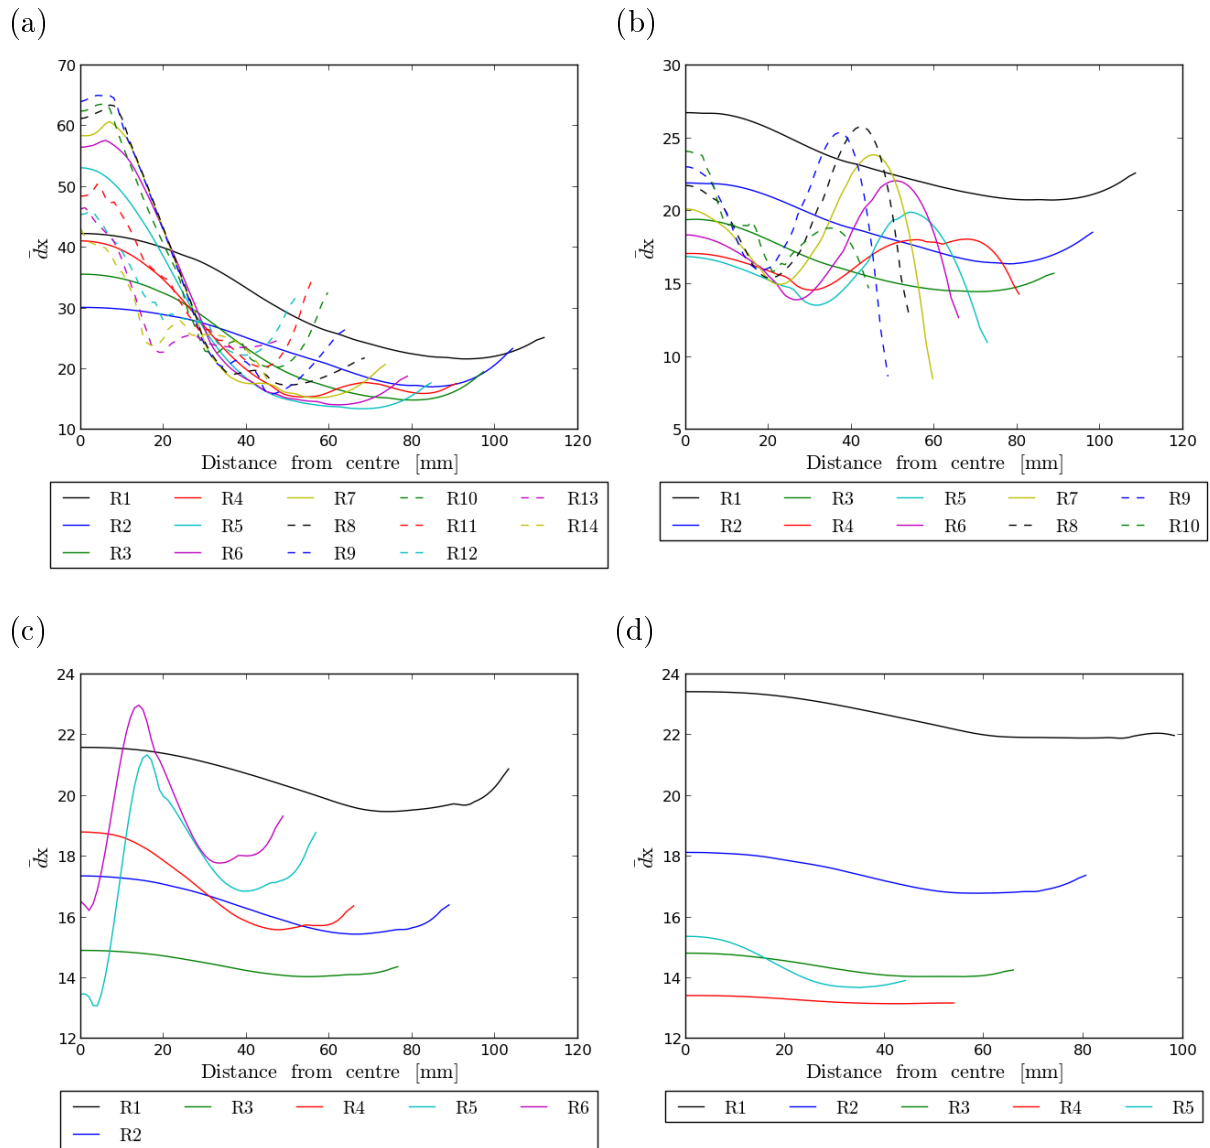 (a)
70
60
50
40
30
20
10
0 20 40 60 80 100 120
d̄x
Distance from centre [mm]
R1 R4 R7 R10 R13
R2 R5 R8 R11 R14
R3 R6 R9 R12
(b)
30
25
20
15
10
5
0 20 40 60 80 100 120
d̄x
Distance from centre [mm]
R1 R3 R5 R7 R9
R2 R4 R6 R8 R10
(c)
24
22
20
18
16
14
12
0 20 40 60 80 100 120
d̄x
Distance from centre [mm]
R1 R3 R4 R5 R6
R2
(d)
24
22
20
18
16
14
12
0 20 40 60 80 100
d̄x
Distance from centre [mm]
R1 R2 R3 R4 R5